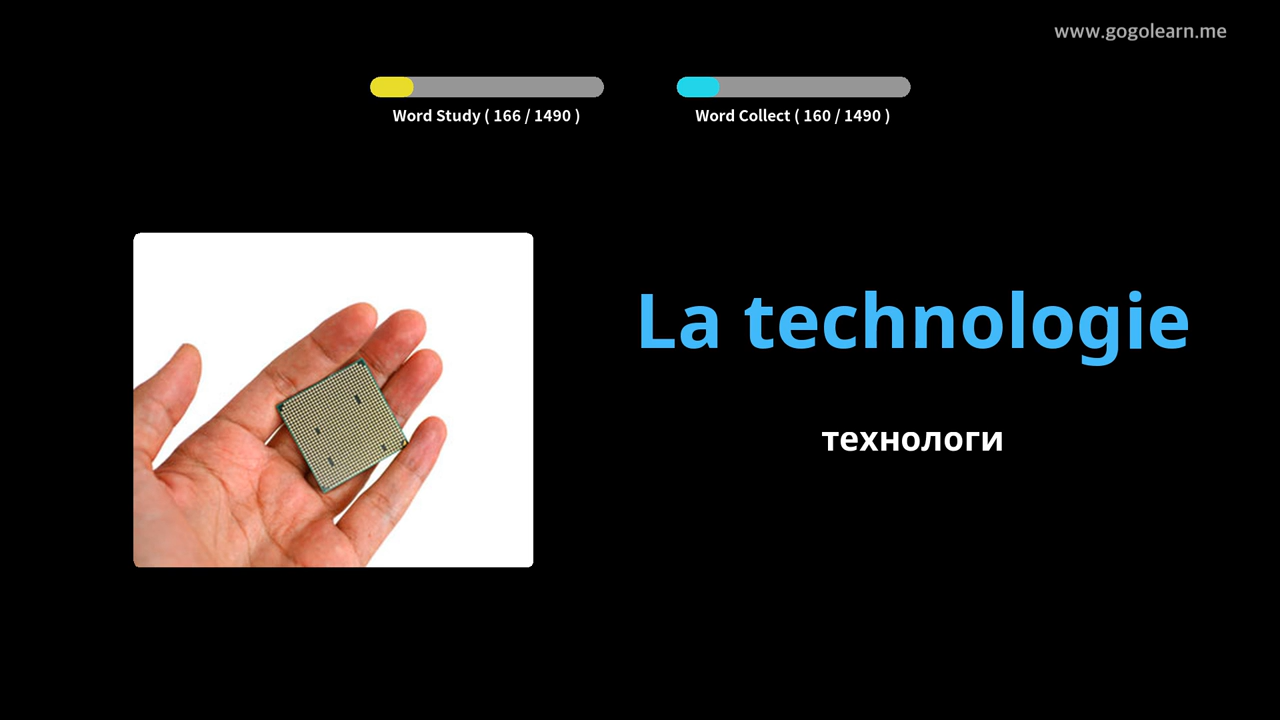 www.gogolearn.me
Word Study ( 166 / 1490 )
Word Collect ( 160 / 1490 )
La technologie
технологи